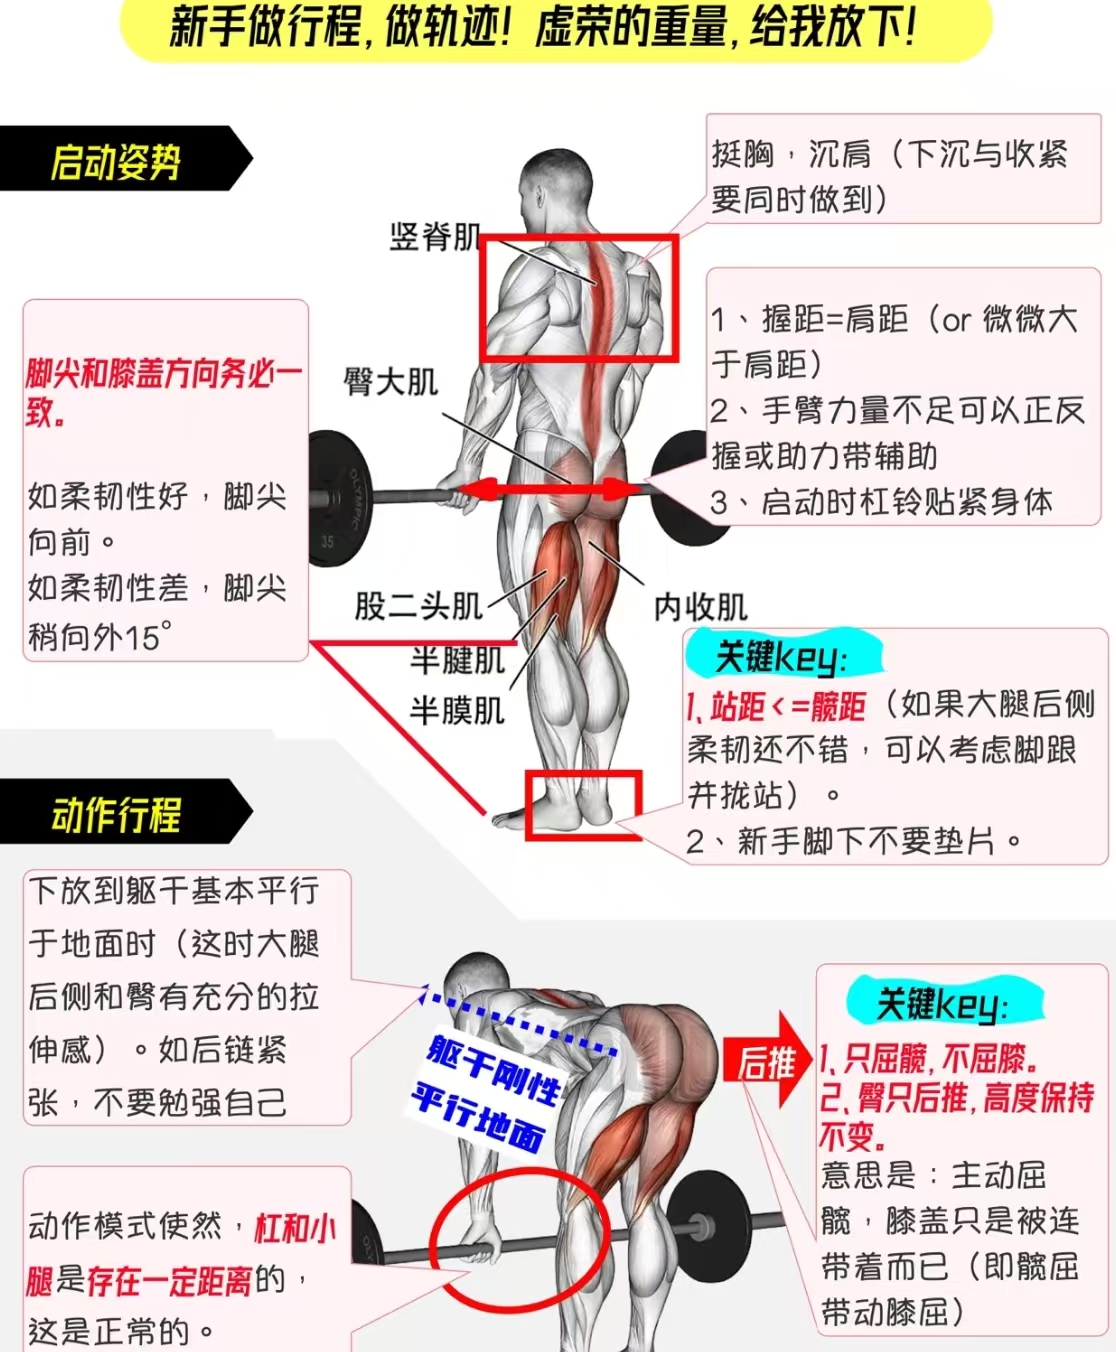 新手做行程,做轨迹!虚荣的重量,给我放下!
启动姿势
挺胸，沉肩（下沉与收紧
要同时做到）
竖脊肌
1、握距=肩距（or 微微大
于肩距）
2、手臂力量不足可以正反
握或助力带辅助
3、启动时杠铃贴紧身体
脚尖和膝盖方向务必一
致。
如柔韧性好，脚尖
向前。
如柔韧性差，脚尖
稍向外15°
臀大肌
OLYMPIC
35
股二头肌
内收肌
半腱肌
半膜肌
关键key:
1、站距<=髋距（如果大腿后侧
柔韧还不错，可以考虑脚跟
并拢站）。
2、新手脚下不要垫片。
动作行程
下放到躯干基本平行
于地面时（这时大腿
后侧和臀有充分的拉
伸感）。如后链紧
张，不要勉强自己
躯干刚性
平行地面
后推
关键key:
1、只屈髋,不屈膝。
2、臀只后推,高度保持
不变。
意思是：主动屈
髋，膝盖只是被连
带着而已（即髋屈
带动膝屈）
动作模式使然，杠和小
腿是存在一定距离的，
这是正常的。